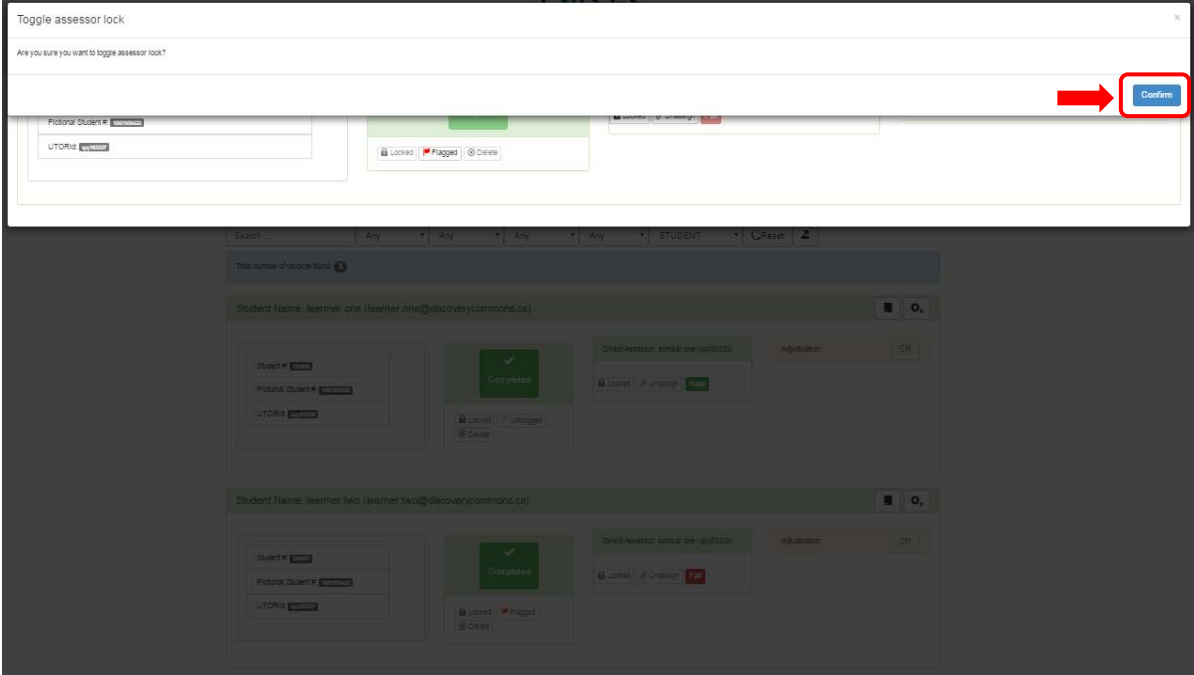 Toggle assessor lock ×
Are you sure you want to toggle assessor lock?
Confirm
Fictional Student #:
Locked Unassign Fail
UTORId:
Locked Flagged Delete
Search ... Any Any Any Any STUDENT Reset
Total number of records found 2
Student Name: learner one (learner.one@discoverycommons.ca)
Direct Assessor: scholar one Adjudication Off
Student #:
Completed
Fictional Student #:
Locked Unassign Pass
UTORId:
Locked Unflagged
Delete
Student Name: learner two (learner.two@discoverycommons.ca)
Direct Assessor: scholar one Adjudication Off
Student #:
Completed
Fictional Student #:
Locked Unassign Fail
UTORId:
Locked Flagged
Delete